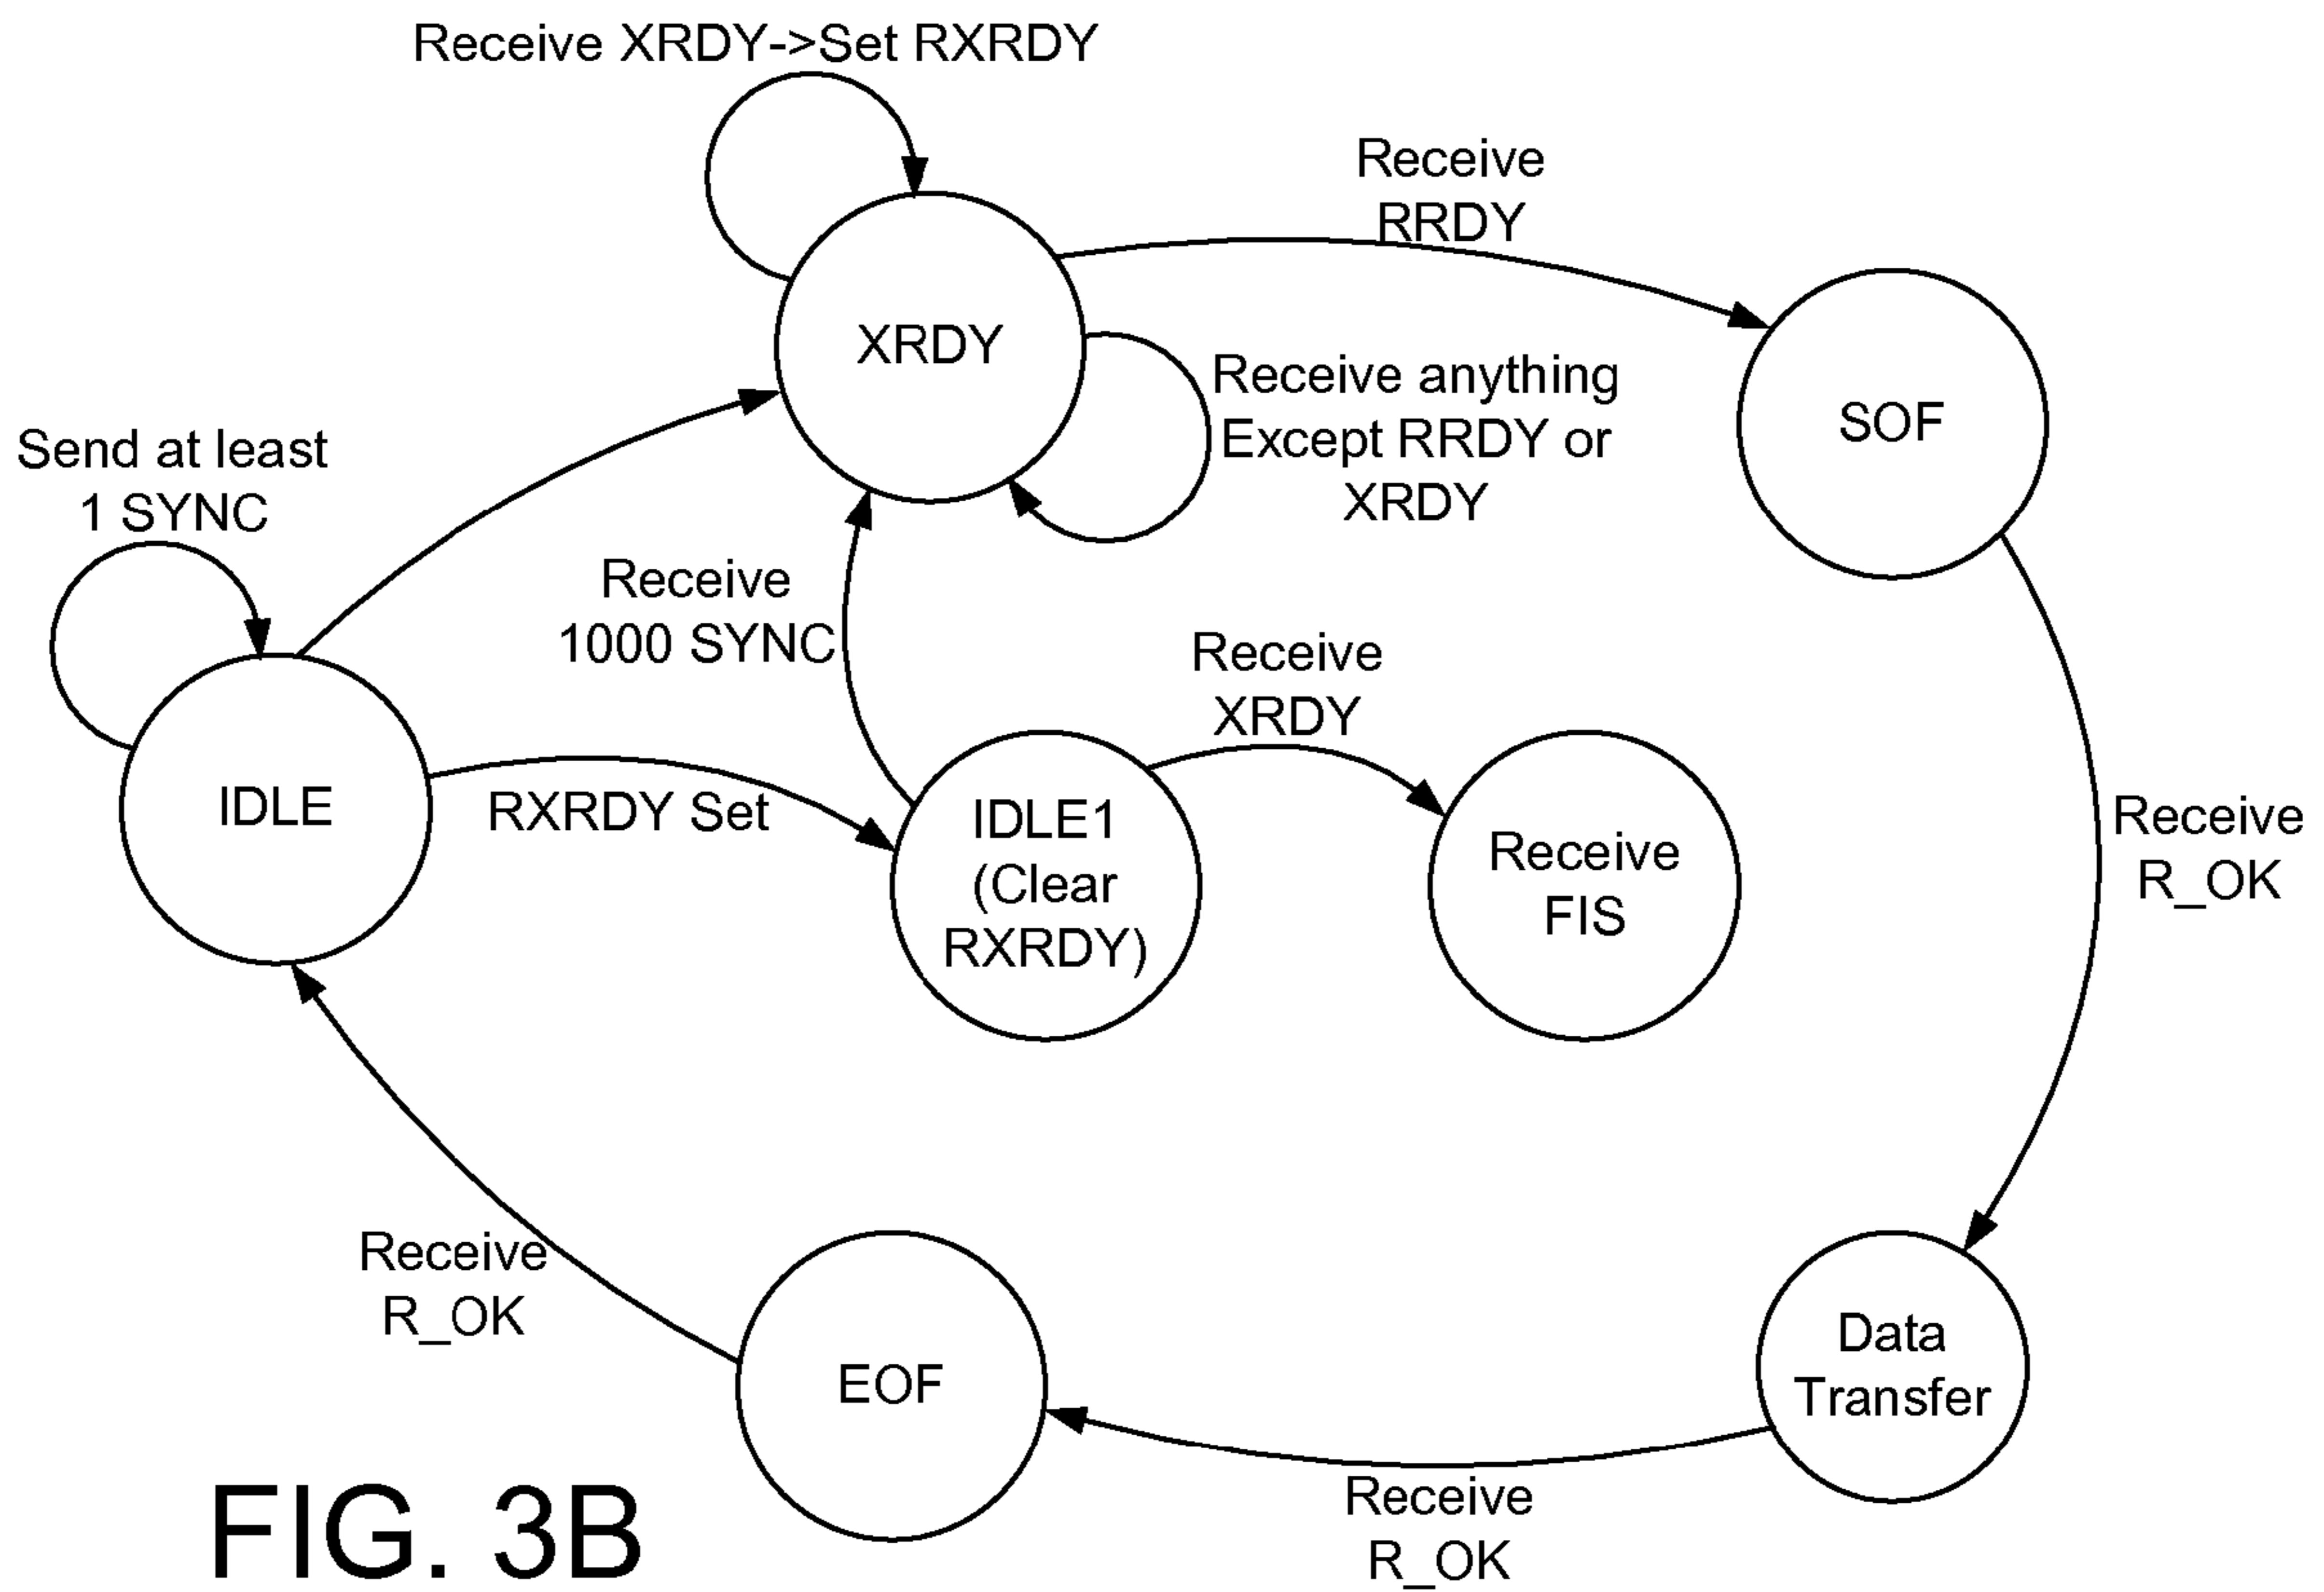 Receive XRDY->Set RXRDY
Receive
RRDY
XRDY
Receive anything
Except RRDY or
XRDY
SOF
Send at least
1 SYNC
Receive
1000 SYNC
Receive
XRDY
IDLE
RXRDY Set
IDLE1
(Clear
RXRDY)
Receive
FIS
Receive
R_OK
Receive
R_OK
EOF
Data
Transfer
Receive
R_OK
FIG. 3B